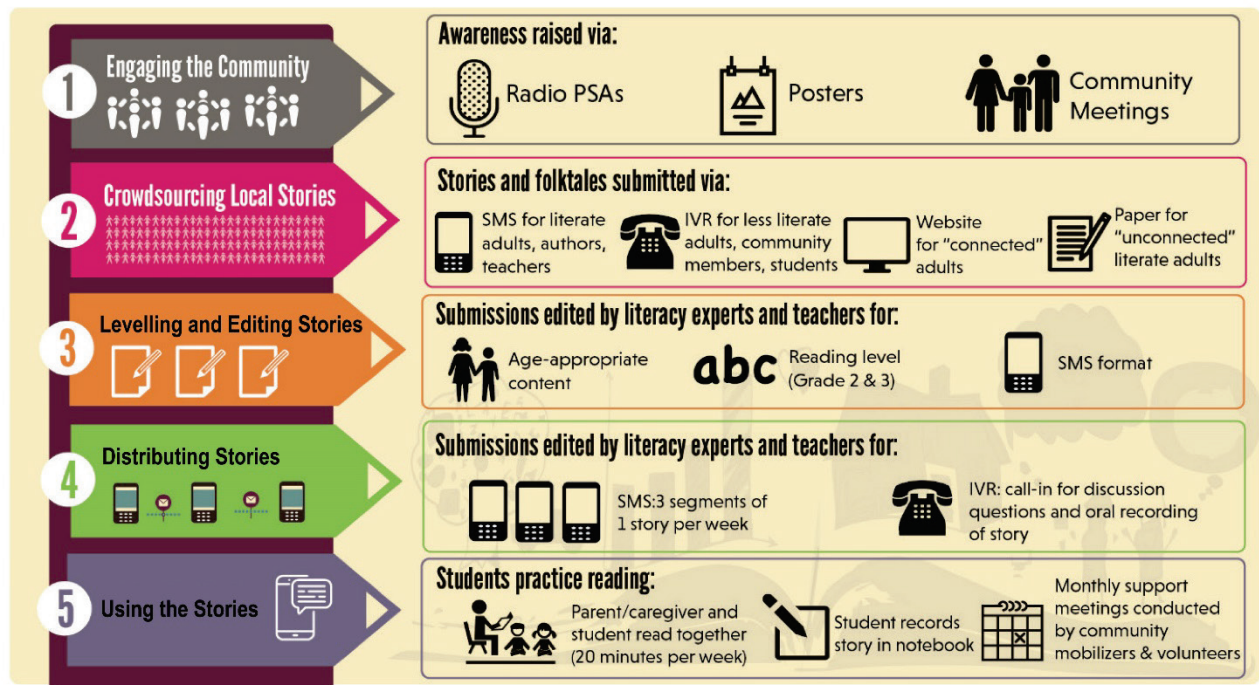 1
Engaging the Community
Awareness raised via:
Radio PSAs
Posters
Community
Meetings
2
Crowdsourcing Local Stories
Stories and folktales submitted via:
SMS for literate
adults, authors,
teachers
IVR for less literate
adults, community
members, students
Website
for "connected"
adults
Paper for
"unconnected"
literate adults
3
Levelling and Editing Stories
Submissions edited by literacy experts and teachers for:
Age-appropriate
content
abc
Reading level
(Grade 2 & 3)
SMS format
4
Distributing Stories
Submissions edited by literacy experts and teachers for:
SMS:3 segments of
1 story per week
IVR: call-in for discussion
questions and oral recording
of story
5
Using the Stories
Students practice reading:
Parent/caregiver and
student read together
(20 minutes per week)
Student records
story in notebook
Monthly support
meetings conducted
by community
mobilizers & volunteers